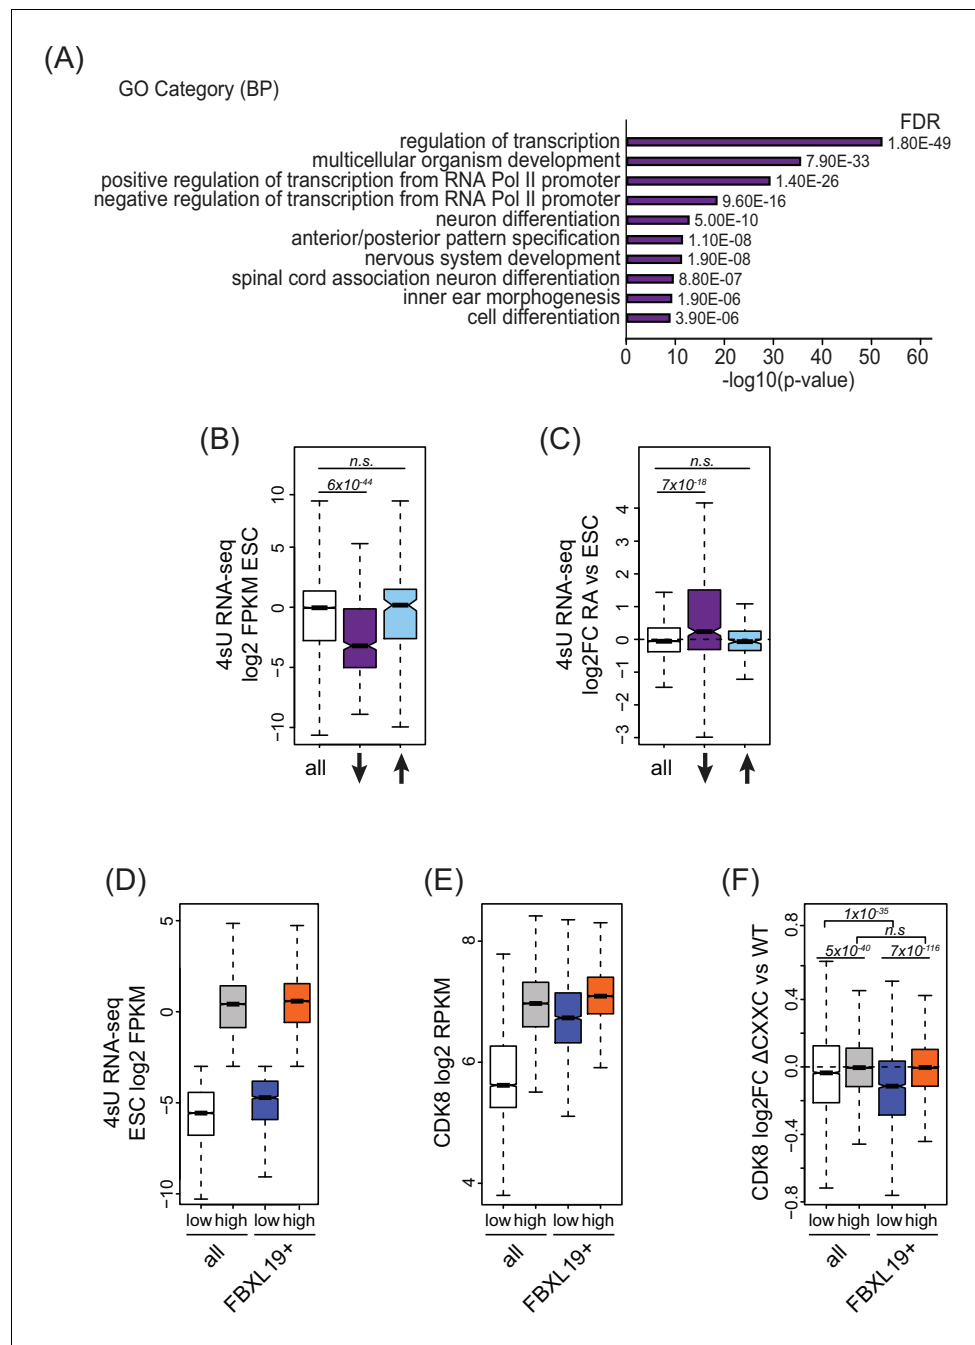 (A)
GO Category (BP)
FDR
regulation of transcription 1.80E-49
multicellular organism development 7.90E-33
positive regulation of transcription from RNA Pol II promoter 1.40E-26
negative regulation of transcription from RNA Pol II promoter 9.60E-16
neuron differentiation 5.00E-10
anterior/posterior pattern specification 1.10E-08
nervous system development 1.90E-08
spinal cord association neuron differentiation 8.80E-07
inner ear morphogenesis 1.90E-06
cell differentiation 3.90E-06
0 10 20 30 40 50 60
-log10(p-value)
(B)
4sU RNA-seq
log2 FPKM ESC
10
5
0
−5
−10
n.s.
6x10-44
all
(C)
4sU RNA-seq
log2FC RA vs ESC
4
3
2
1
0
−1
−2
−3
n.s.
7x10-18
all
(D)
4sU RNA-seq
ESC log2 FPKM
5
0
−5
−10
low high low high
all
FBXL19+
(E)
CDK8 log2 RPKM
8
6
4
low high low high
all
FBXL19+
(F)
CDK8 log2FC ΔCXXC vs WT
0.8
0.4
0.0
−0.4
−0.8
1x10-35
n.s
5x10-40
7x10-116
low high low high
all
FBXL19+